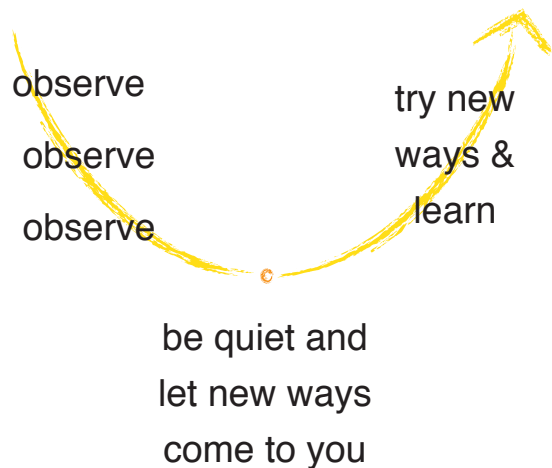 observe
observe
observe
be quiet and
let new ways
come to you
try new
ways &
learn